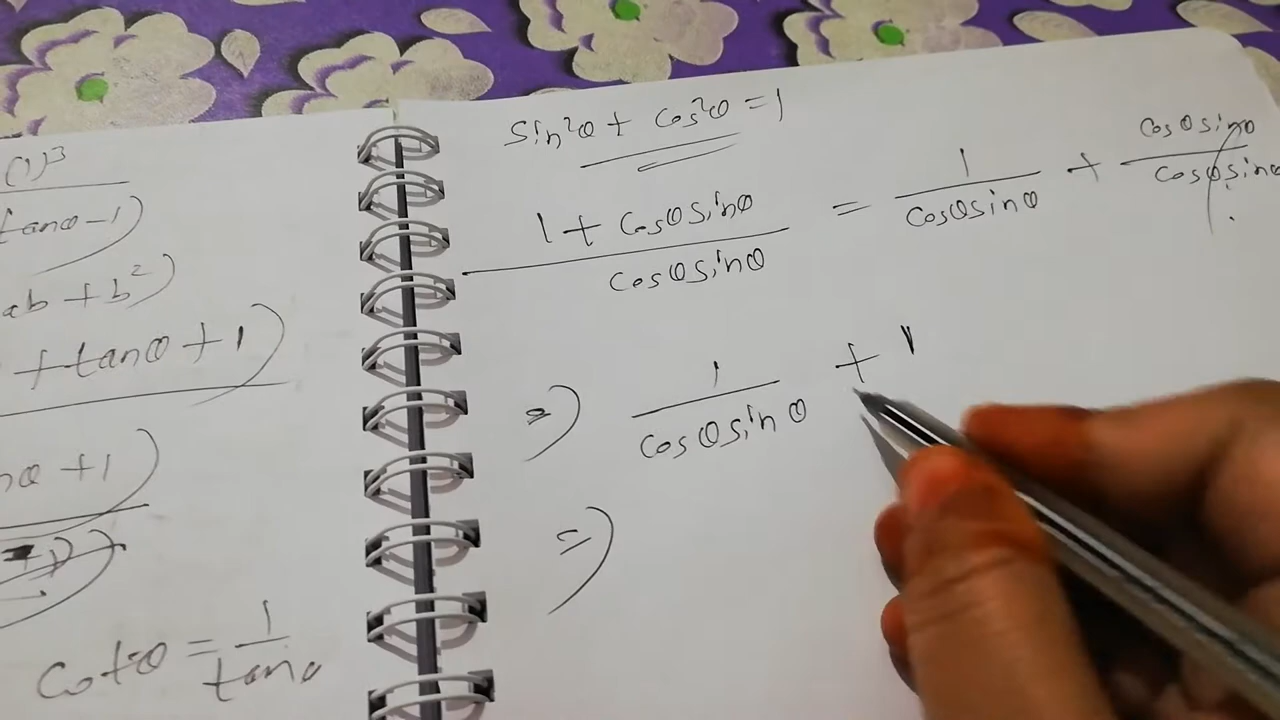 (1)³
tanθ-1)
ab + b²)
+tanθ+1)
+1)
cotθ = 1/tanθ
sin²θ + cos²θ = 1
1 + cosθsinθ / cosθsinθ = 1 / cosθsinθ + cosθsinθ / cosθsinθ
⇒) 1 / cosθsinθ + 1
⇒)